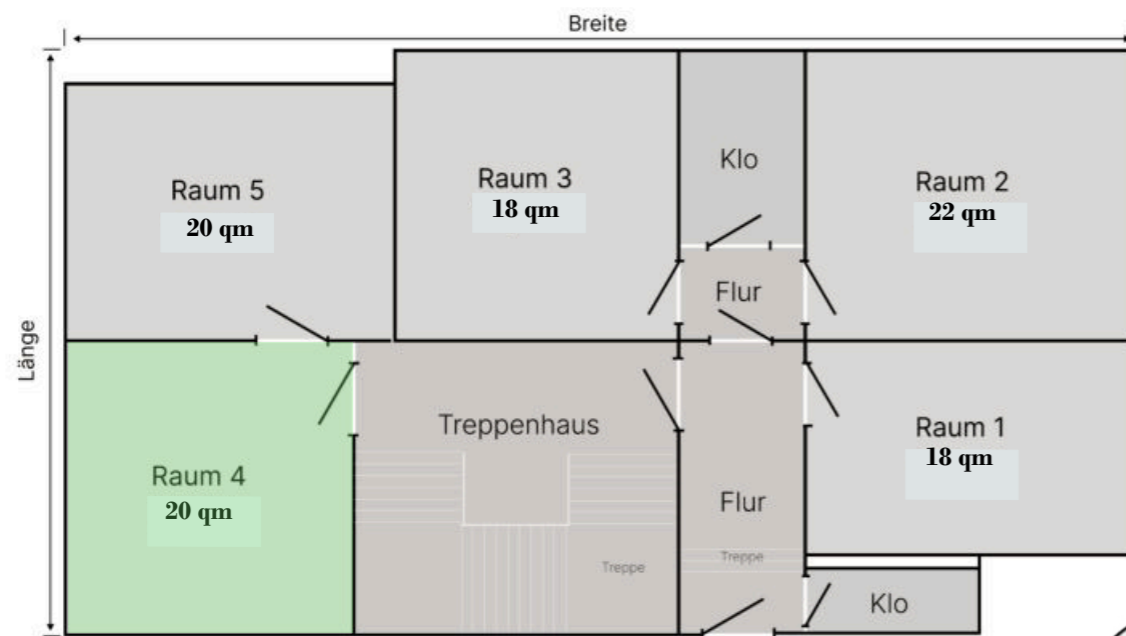 Breite
Länge
Raum 5
20 qm
Raum 3
18 qm
Klo
Raum 2
22 qm
Flur
Raum 4
20 qm
Treppenhaus
Treppe
Flur
Treppe
Raum 1
18 qm
Klo